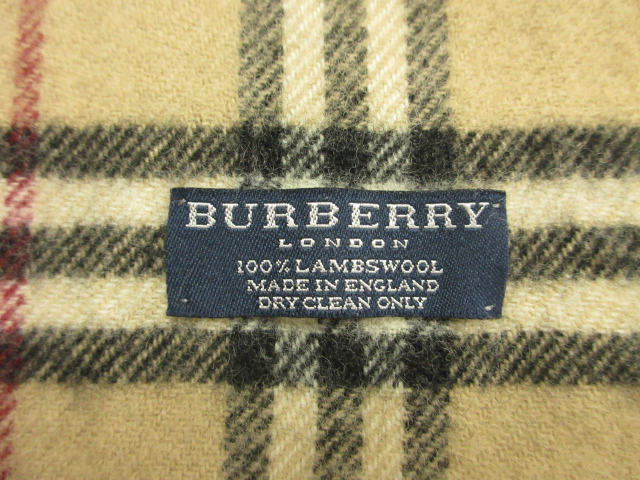 BURBERRY
LONDON
100% LAMBSWOOL
MADE IN ENGLAND
DRY CLEAN ONLY